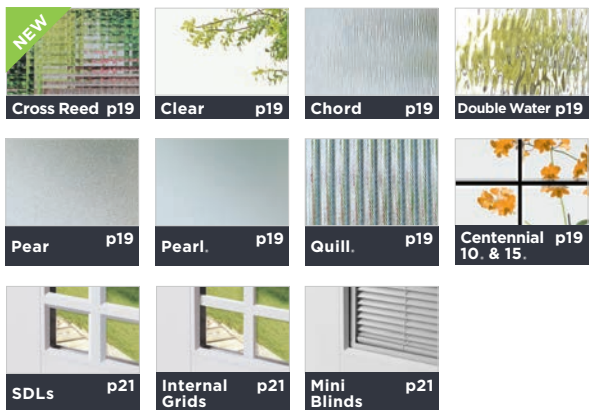 NEW
Cross Reed p19
Clear p19
Chord p19
Double Water p19
Pear p19
Pearl. p19
Quill. p19
Centennial p19
10. & 15.
SDLs p21
Internal p21
Grids
Mini p21
Blinds